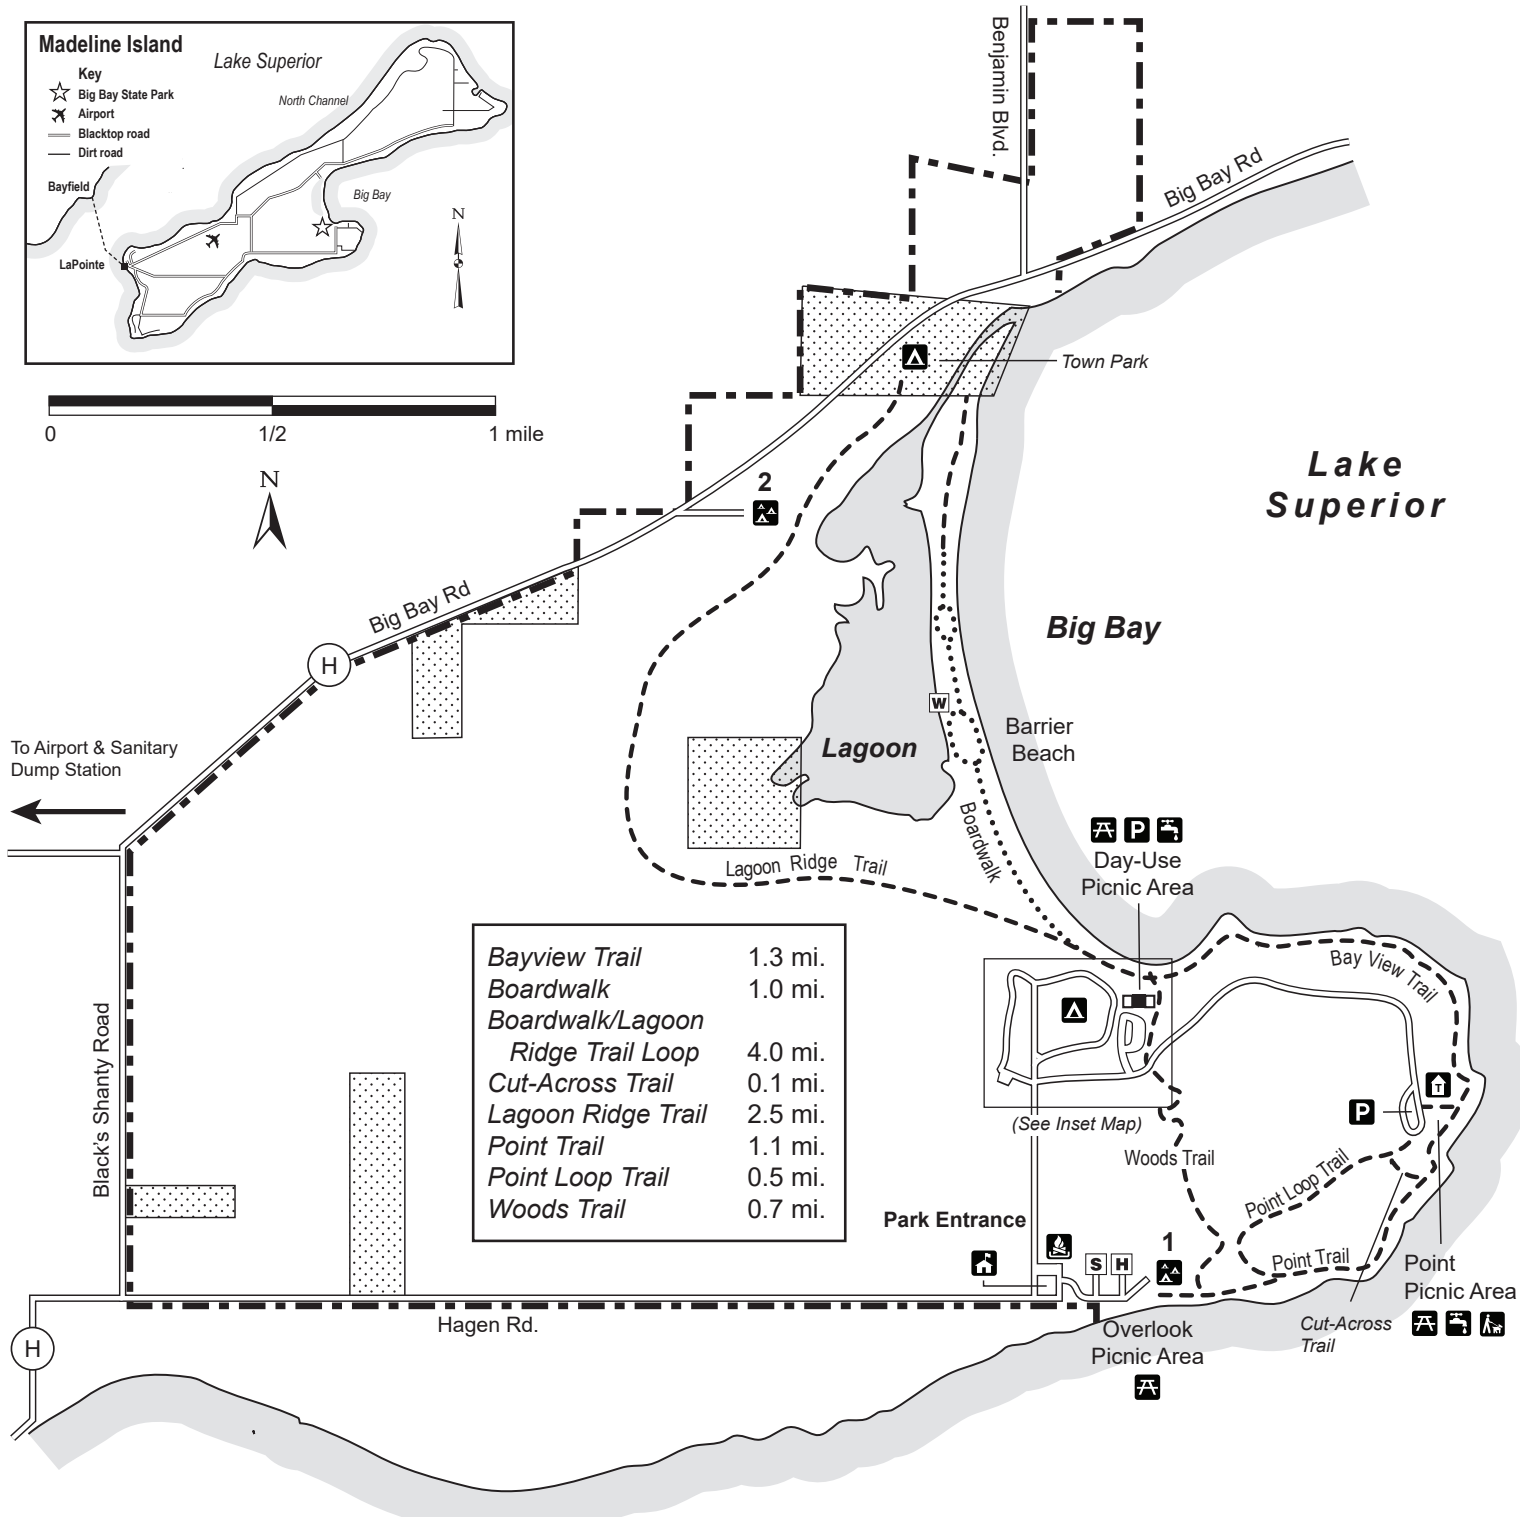 Madeline Island
Key
Big Bay State Park
Airport
Blacktop road
Dirt road
Lake Superior
North Channel
Bayfield
Big Bay
LaPointe
N
0 1/2 1 mile
N
Benjamin Blvd.
Big Bay Rd
Town Park
Lake
Superior
2
Big Bay Rd
H
Big Bay
To Airport & Sanitary
Dump Station
W
Lagoon
Barrier
Beach
Boardwalk
P
Day-Use
Picnic Area
Lagoon Ridge Trail
Bayview Trail 1.3 mi.
Boardwalk 1.0 mi.
Boardwalk/Lagoon
Ridge Trail Loop 4.0 mi.
Cut-Across Trail 0.1 mi.
Lagoon Ridge Trail 2.5 mi.
Point Trail 1.1 mi.
Point Loop Trail 0.5 mi.
Woods Trail 0.7 mi.
Bay View Trail
Black's Shanty Road
T
P
(See Inset Map)
Woods Trail
Point Loop Trail
Park Entrance
S H
1
Point Trail
Point
Picnic Area
Cut-Across
Trail
Hagen Rd.
Overlook
Picnic Area
H